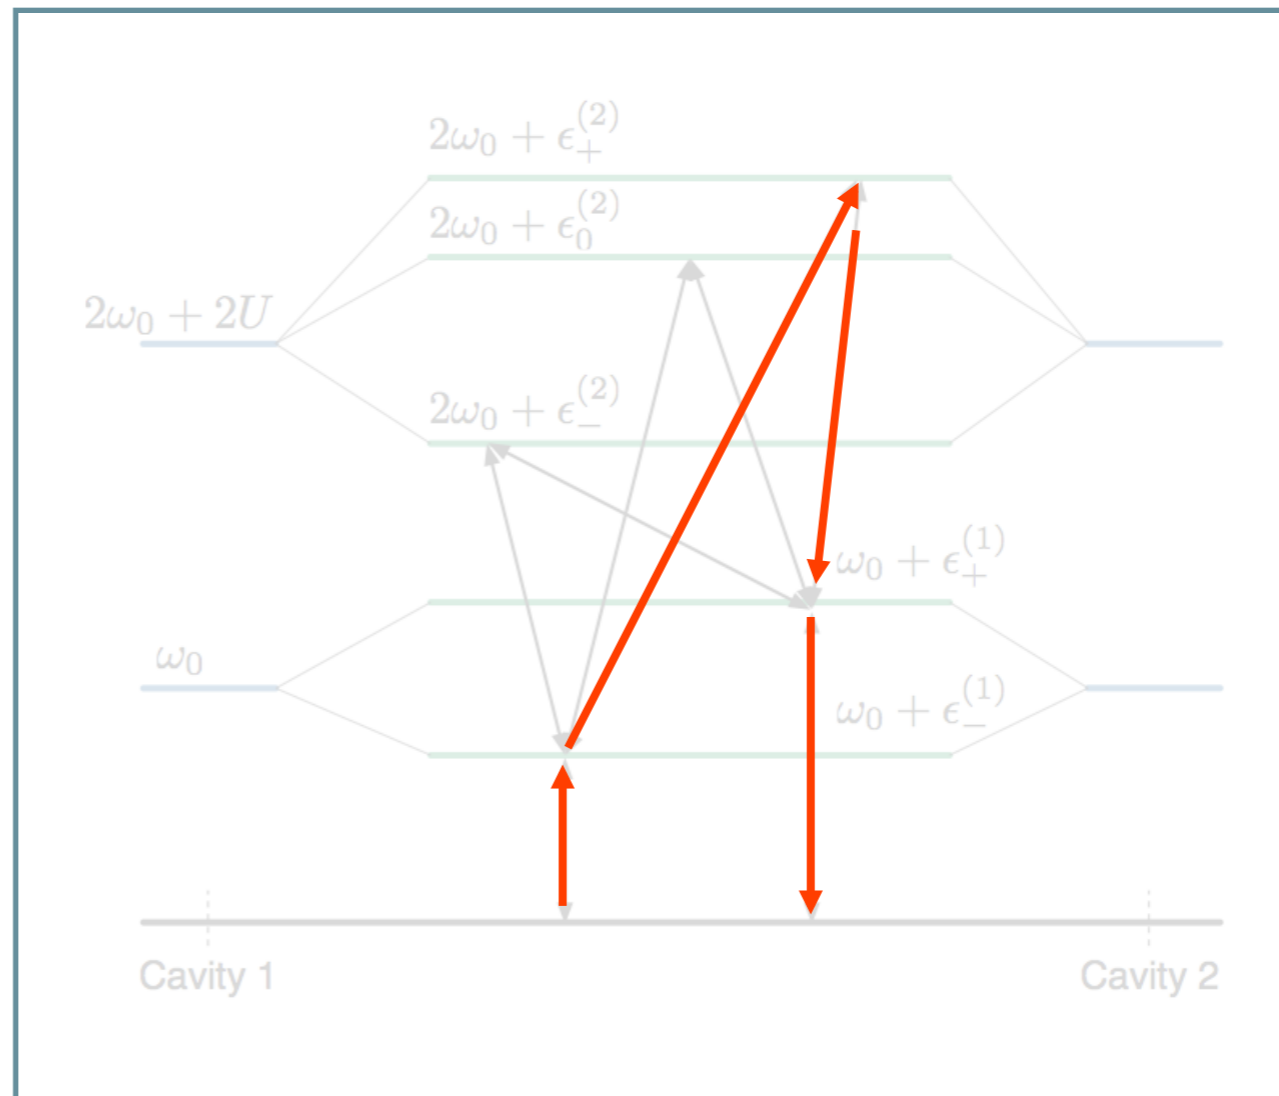 2ω₀ + ϵ₊⁽²⁾
2ω₀ + ϵ₀⁽²⁾
2ω₀ + 2U
2ω₀ + ϵ₋⁽²⁾
ω₀ + ϵ₊⁽¹⁾
ω₀
ω₀ + ϵ₋⁽¹⁾
Cavity 1
Cavity 2